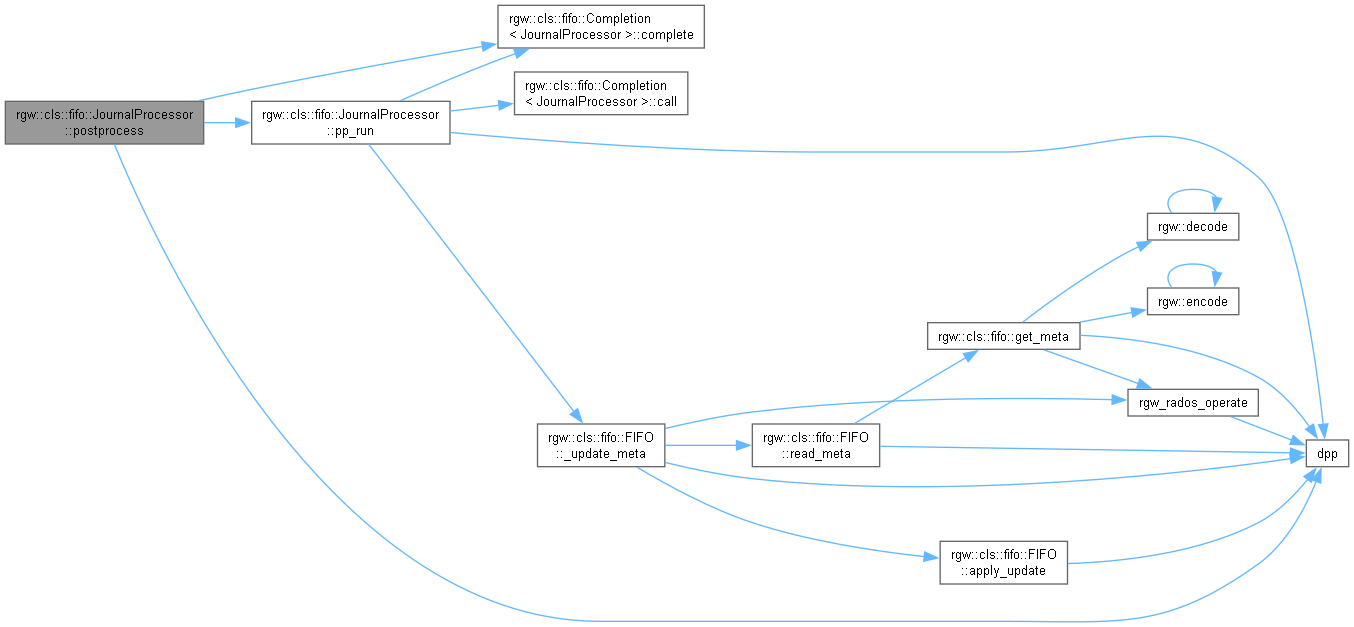 rgw::cls::fifo::Completion
< JournalProcessor >::complete
rgw::cls::fifo::Completion
< JournalProcessor >::call
rgw::cls::fifo::JournalProcessor
::postprocess
rgw::cls::fifo::JournalProcessor
::pp_run
rgw::decode
rgw::encode
rgw::cls::fifo::get_meta
rgw_rados_operate
rgw::cls::fifo::FIFO
::_update_meta
rgw::cls::fifo::FIFO
::read_meta
dpp
rgw::cls::fifo::FIFO
::apply_update